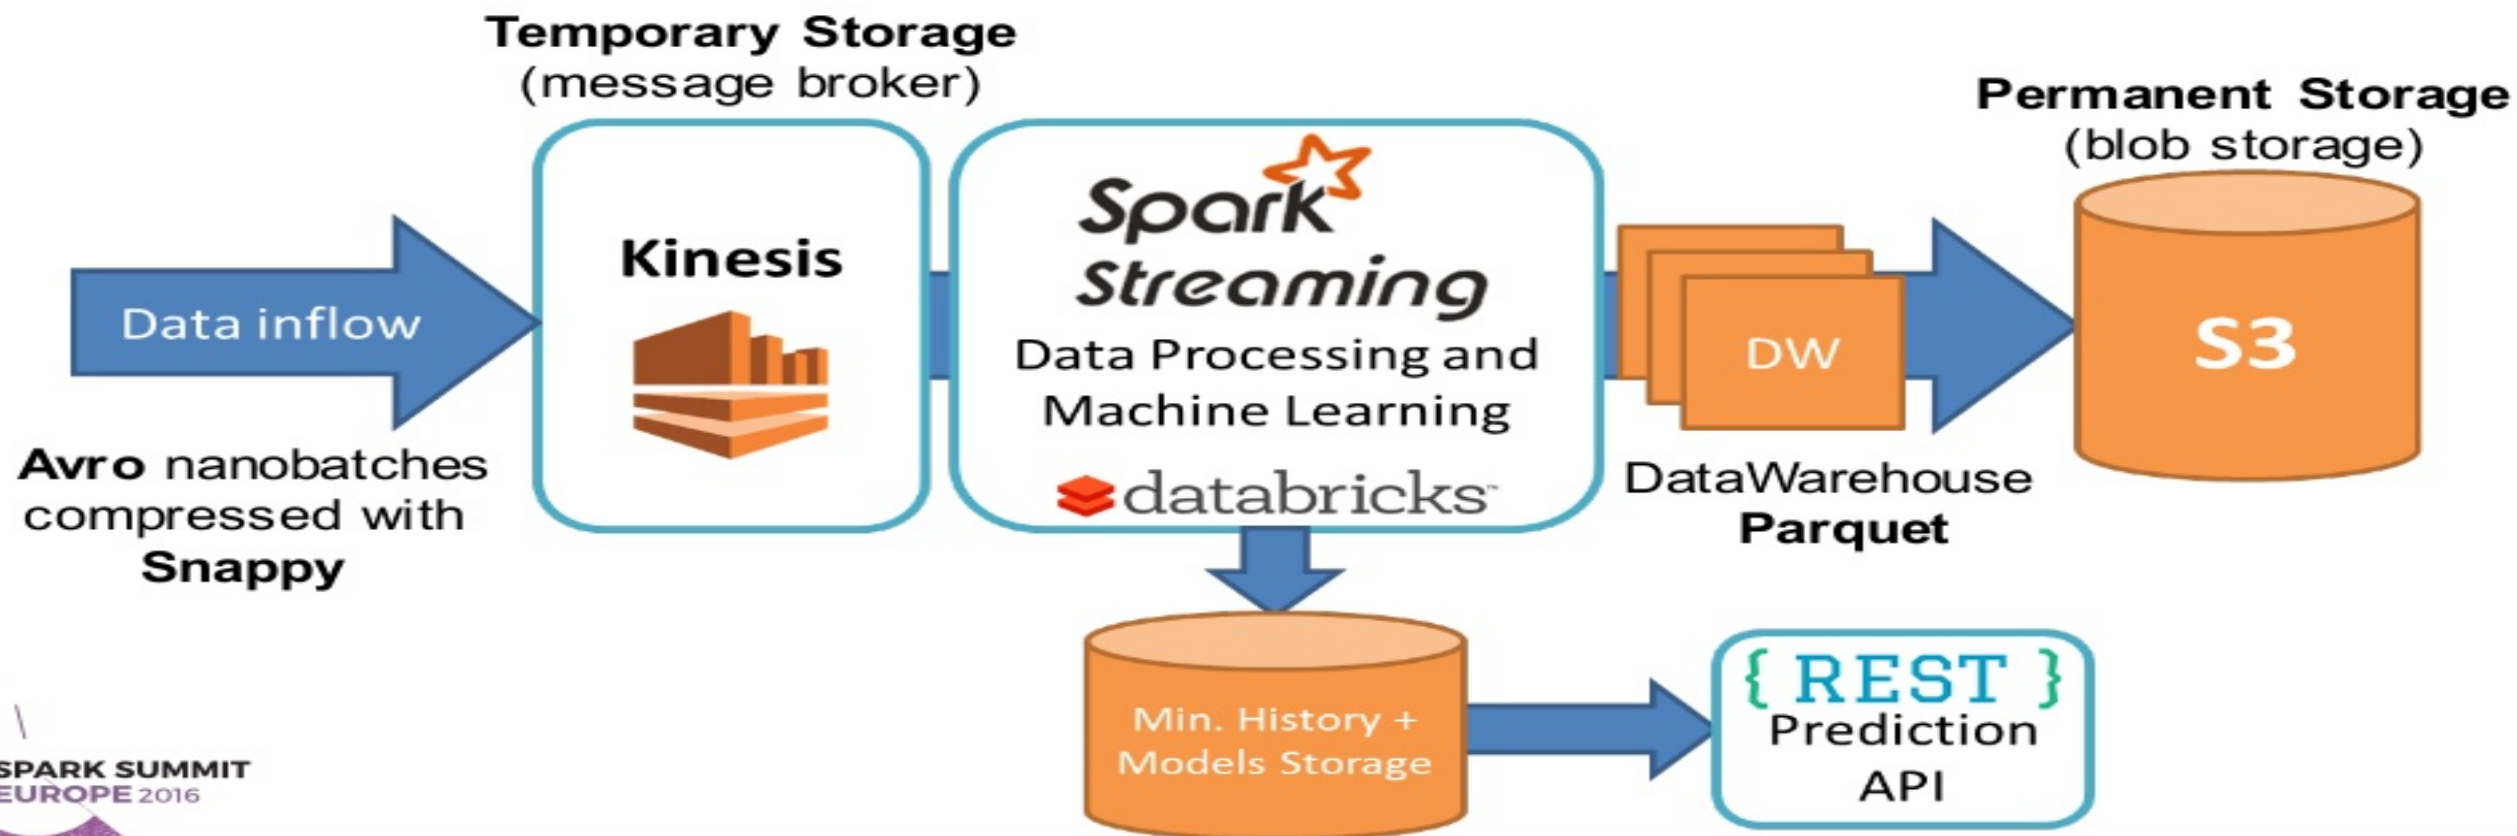 Temporary Storage
(message broker)
Permanent Storage
(blob storage)
Data inflow
Avro nanobatches
compressed with
Snappy
Kinesis
Spark
Streaming
Data Processing and
Machine Learning
databricks™
DW
DataWarehouse
Parquet
S3
Min. History +
Models Storage
{ REST }
Prediction
API
SPARK SUMMIT
EUROPE 2016